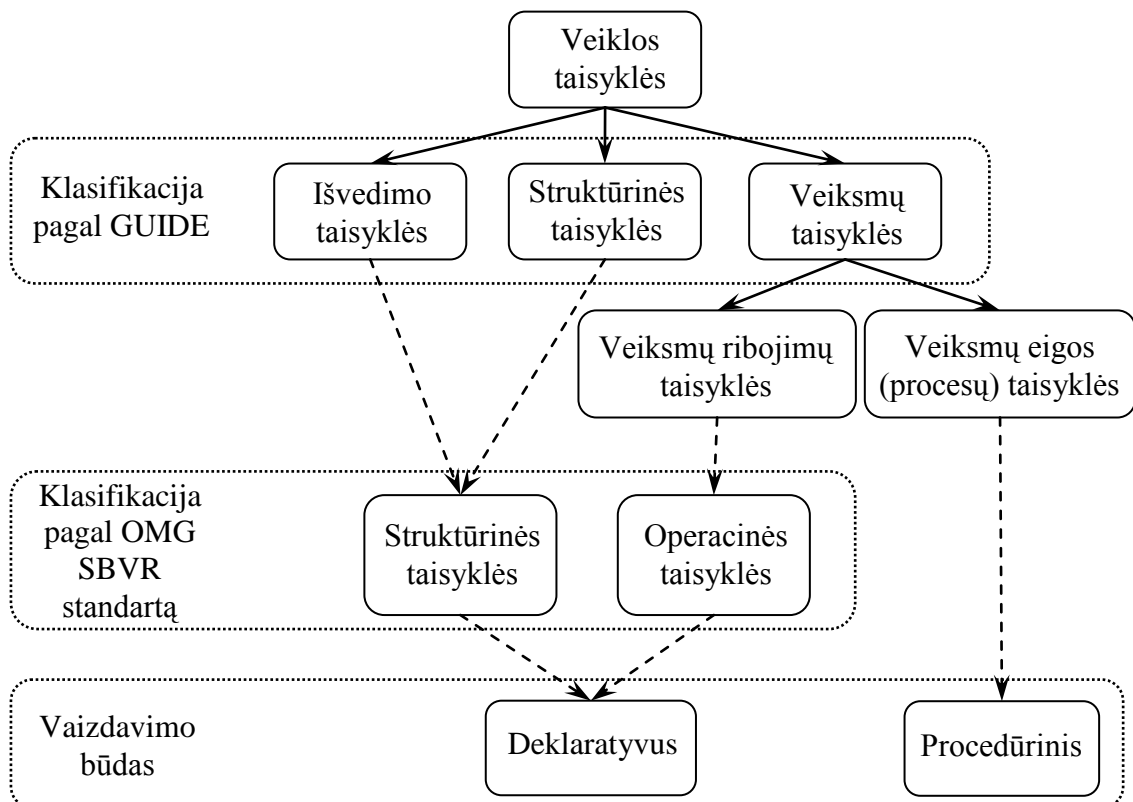 Veiklos
taisyklės
Klasifikacija
pagal GUIDE
Išvedimo
taisyklės
Struktūrinės
taisyklės
Veiksmų
taisyklės
Veiksmų ribojimų
taisyklės
Veiksmų eigos
(procesų) taisyklės
Klasifikacija
pagal OMG
SBVR
standartą
Struktūrinės
taisyklės
Operacinės
taisyklės
Vaizdavimo
būdas
Deklaratyvus
Procedūrinis